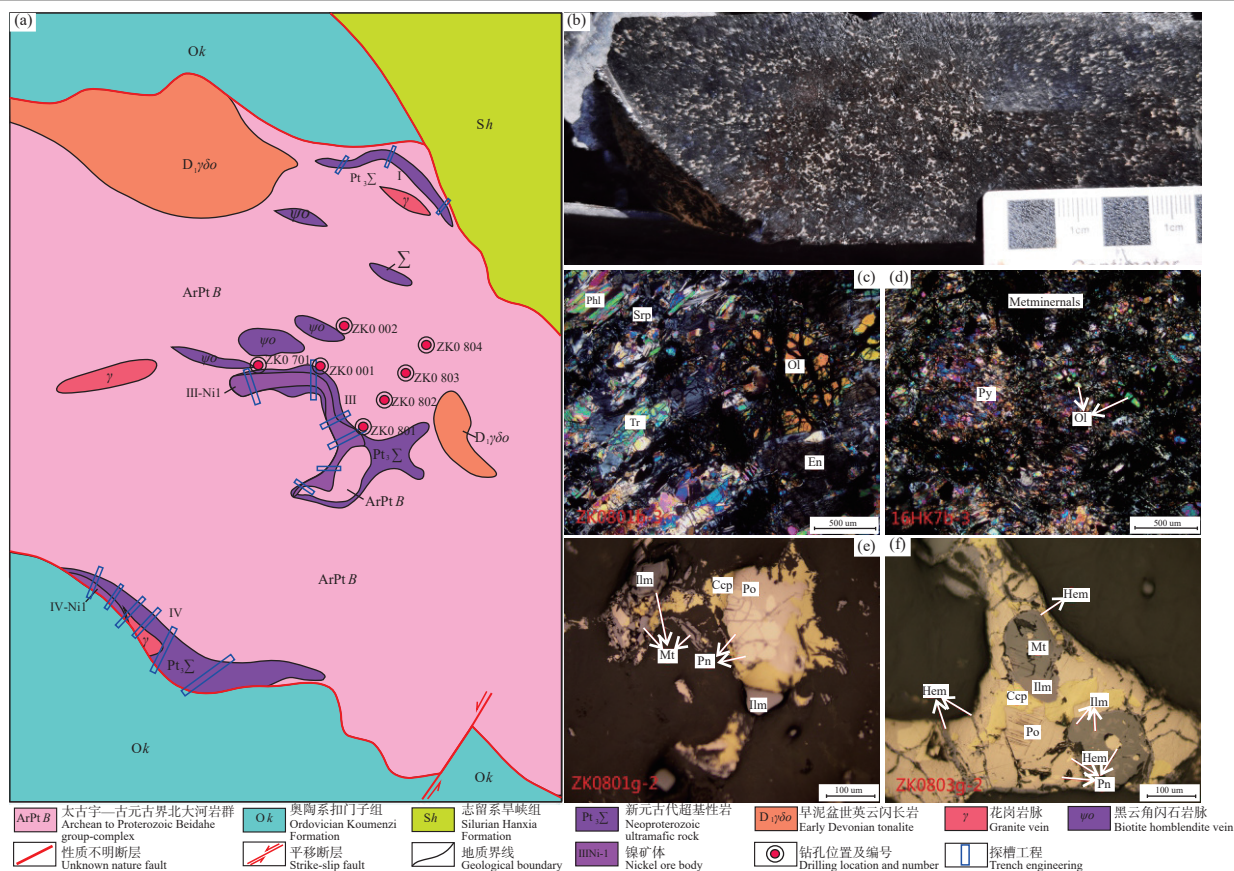 (a)
Ok
Sh
D₁γδo
Pt₃Σ
I
γ
ψo
Σ
ArPt B
ψo
ψo
ZK0 002
ZK0 804
ψo
ZK0 701
ZK0 001
ZK0 803
γ
III-Ni1
III
ZK0 802
ZK0 801
Pt₃Σ
D₁γδo
ArPt B
ArPt B
IV-Ni1
IV
γ
Pt₃Σ
Ok
Ok
(b)
1cm
1cm
Centimeter
(c)
Phl
Srp
Ol
Tr
En
500 um
(d)
Metminernals
Py
Ol
16HK7b-3
500 um
(e)
Ilm
Ccp
Po
Mt
Pn
Ilm
ZK0801g-2
100 um
(f)
Hem
Mt
Hem
Ilm
Ccp
Ilm
Po
Hem
Pn
ZK0803g-2
100 um
ArPt B
太古宇—古元古界北大河岩群
Archean to Proterozoic Beidahe
group-complex
Ok
奥陶系扣门子组
Ordovician Koumenzi
Formation
Sh
志留系旱峡组
Silurian Hanxia
Formation
Pt₃Σ
新元古代超基性岩
Neoproterozoic
ultramafic rock
D₁γδo
早泥盆世英云闪长岩
Early Devonian tonalite
γ
花岗岩脉
Granite vein
ψo
黑云角闪石岩脉
Biotite homblendite vein
性质不明断层
Unknown nature fault
平移断层
Strike-slip fault
地质界线
Geological boundary
IIINi-1
镍矿体
Nickel ore body
钻孔位置及编号
Drilling location and number
探槽工程
Trench engineering